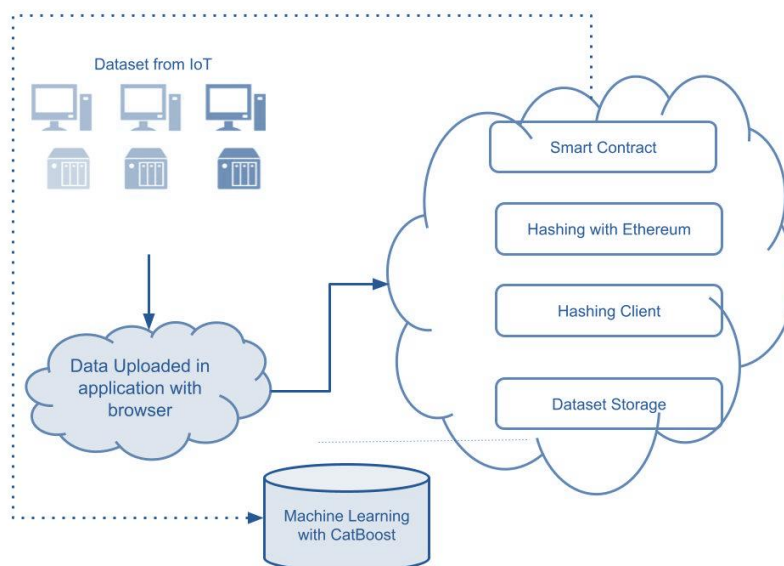 Dataset from IoT
Smart Contract
Hashing with Ethereum
Hashing Client
Data Uploaded in
application with
browser
Dataset Storage
Machine Learning
with CatBoost